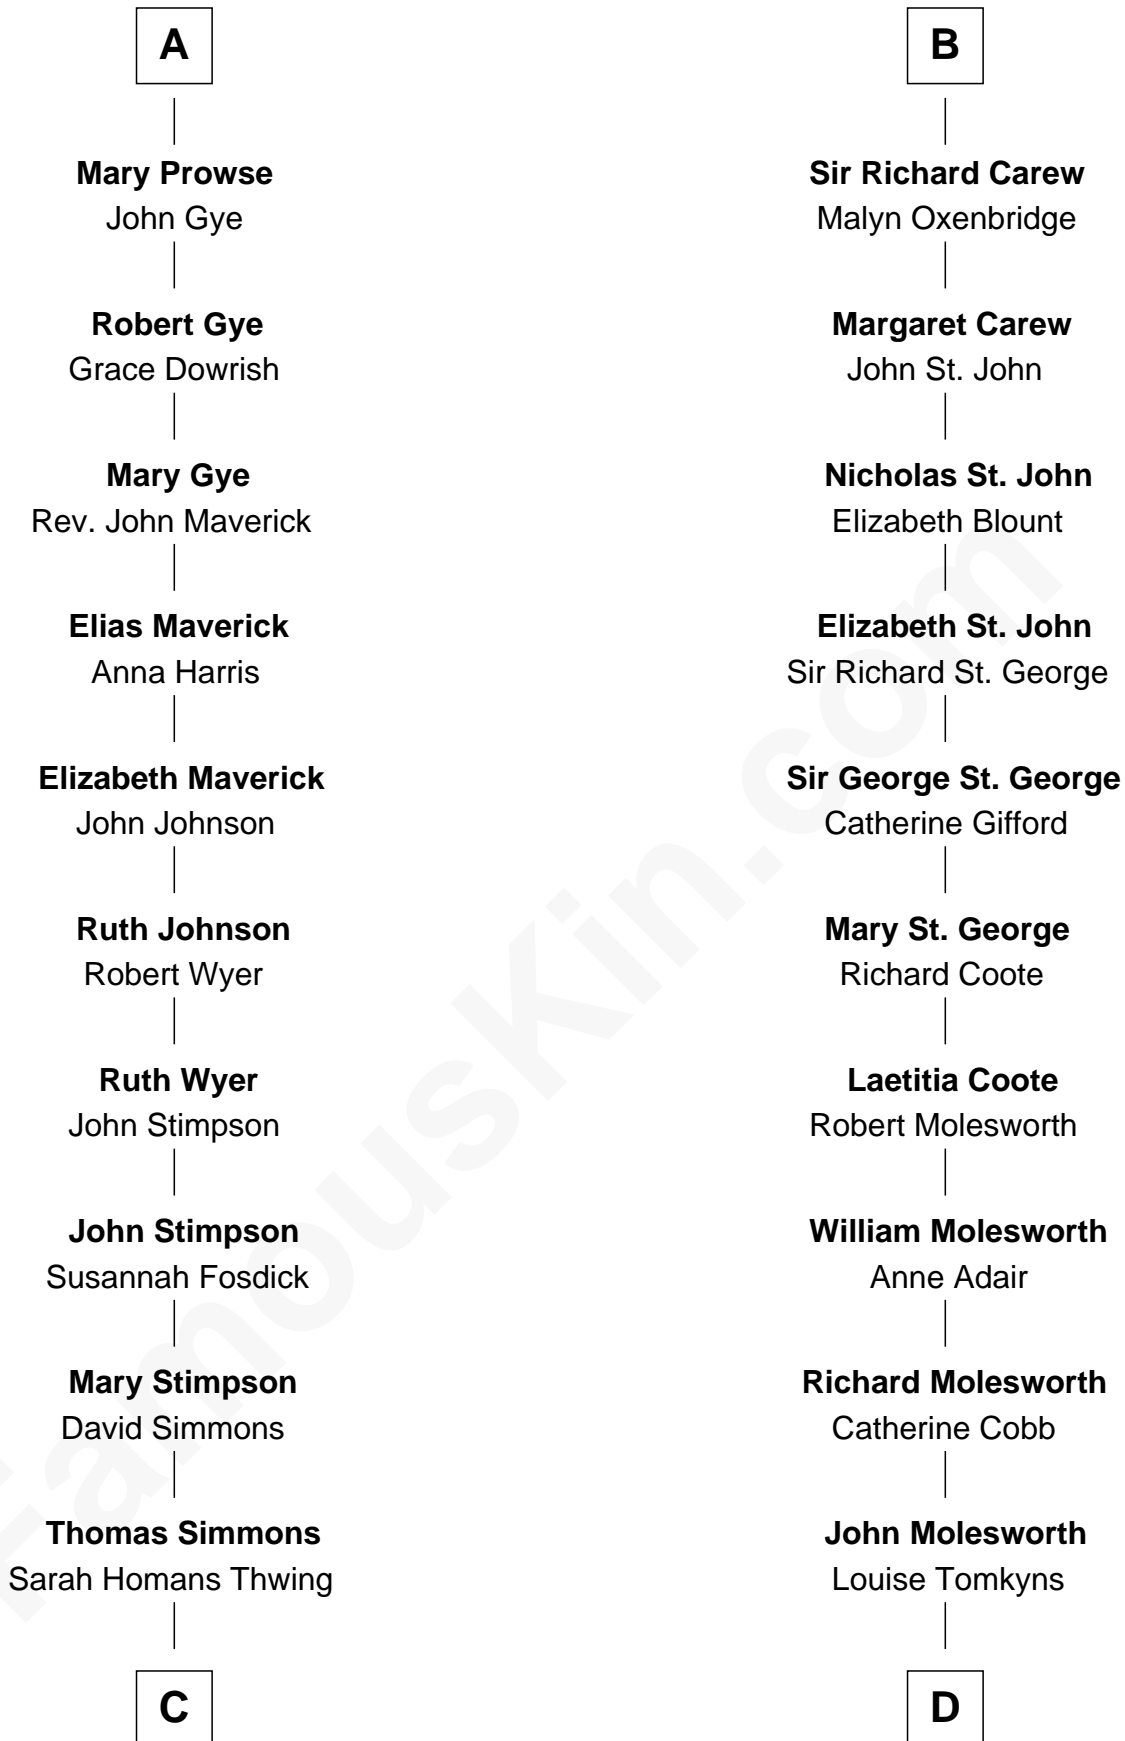 A
Mary Prowse
John Gye
Robert Gye
Grace Dowrish
Mary Gye
Rev. John Maverick
Elias Maverick
Anna Harris
Elizabeth Maverick
John Johnson
Ruth Johnson
Robert Wyer
Ruth Wyer
John Stimpson
John Stimpson
Susannah Fosdick
Mary Stimpson
David Simmons
Thomas Simmons
Sarah Homans Thwing
C
B
Sir Richard Carew
Malyn Oxenbridge
Margaret Carew
John St. John
Nicholas St. John
Elizabeth Blount
Elizabeth St. John
Sir Richard St. George
Sir George St. George
Catherine Gifford
Mary St. George
Richard Coote
Laetitia Coote
Robert Molesworth
William Molesworth
Anne Adair
Richard Molesworth
Catherine Cobb
John Molesworth
Louise Tomkyns
D
FamousKin.com